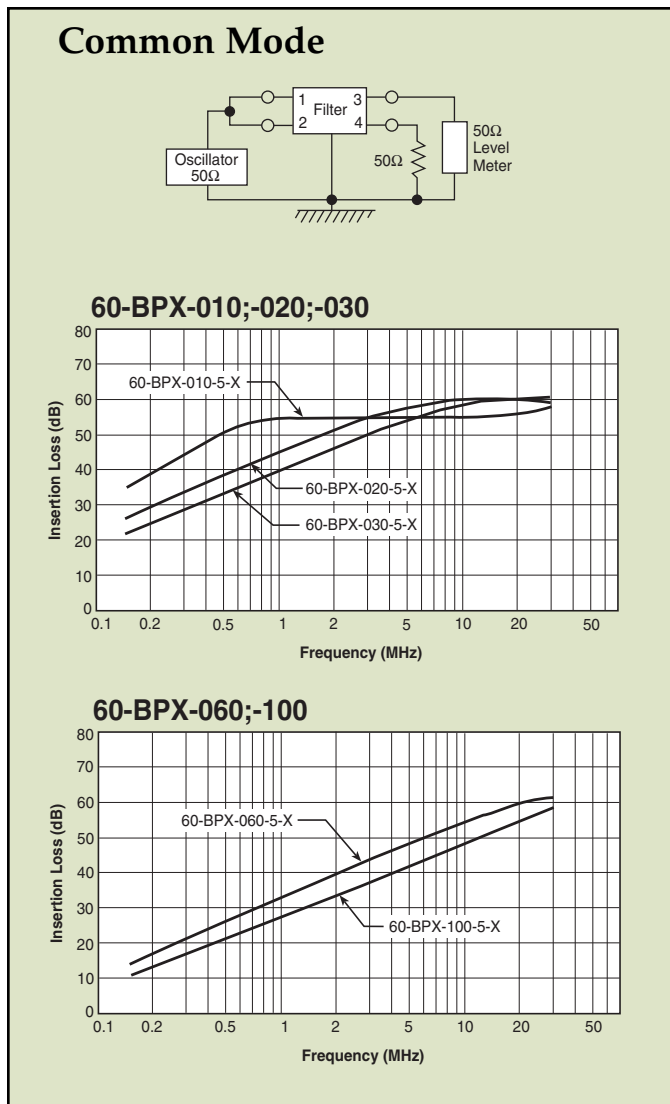 Common Mode
1 Filter 3
2 4
Oscillator
50Ω
50Ω
50Ω
Level
Meter
60-BPX-010;-020;-030
Insertion Loss (dB)
80
70
60
50
40
30
20
10
0
60-BPX-010-5-X
60-BPX-020-5-X
60-BPX-030-5-X
0.1 0.2 0.5 1 2 5 10 20 50
Frequency (MHz)
60-BPX-060;-100
Insertion Loss (dB)
80
70
60
50
40
30
20
10
0
60-BPX-060-5-X
60-BPX-100-5-X
0.1 0.2 0.5 1 2 5 10 20 50
Frequency (MHz)